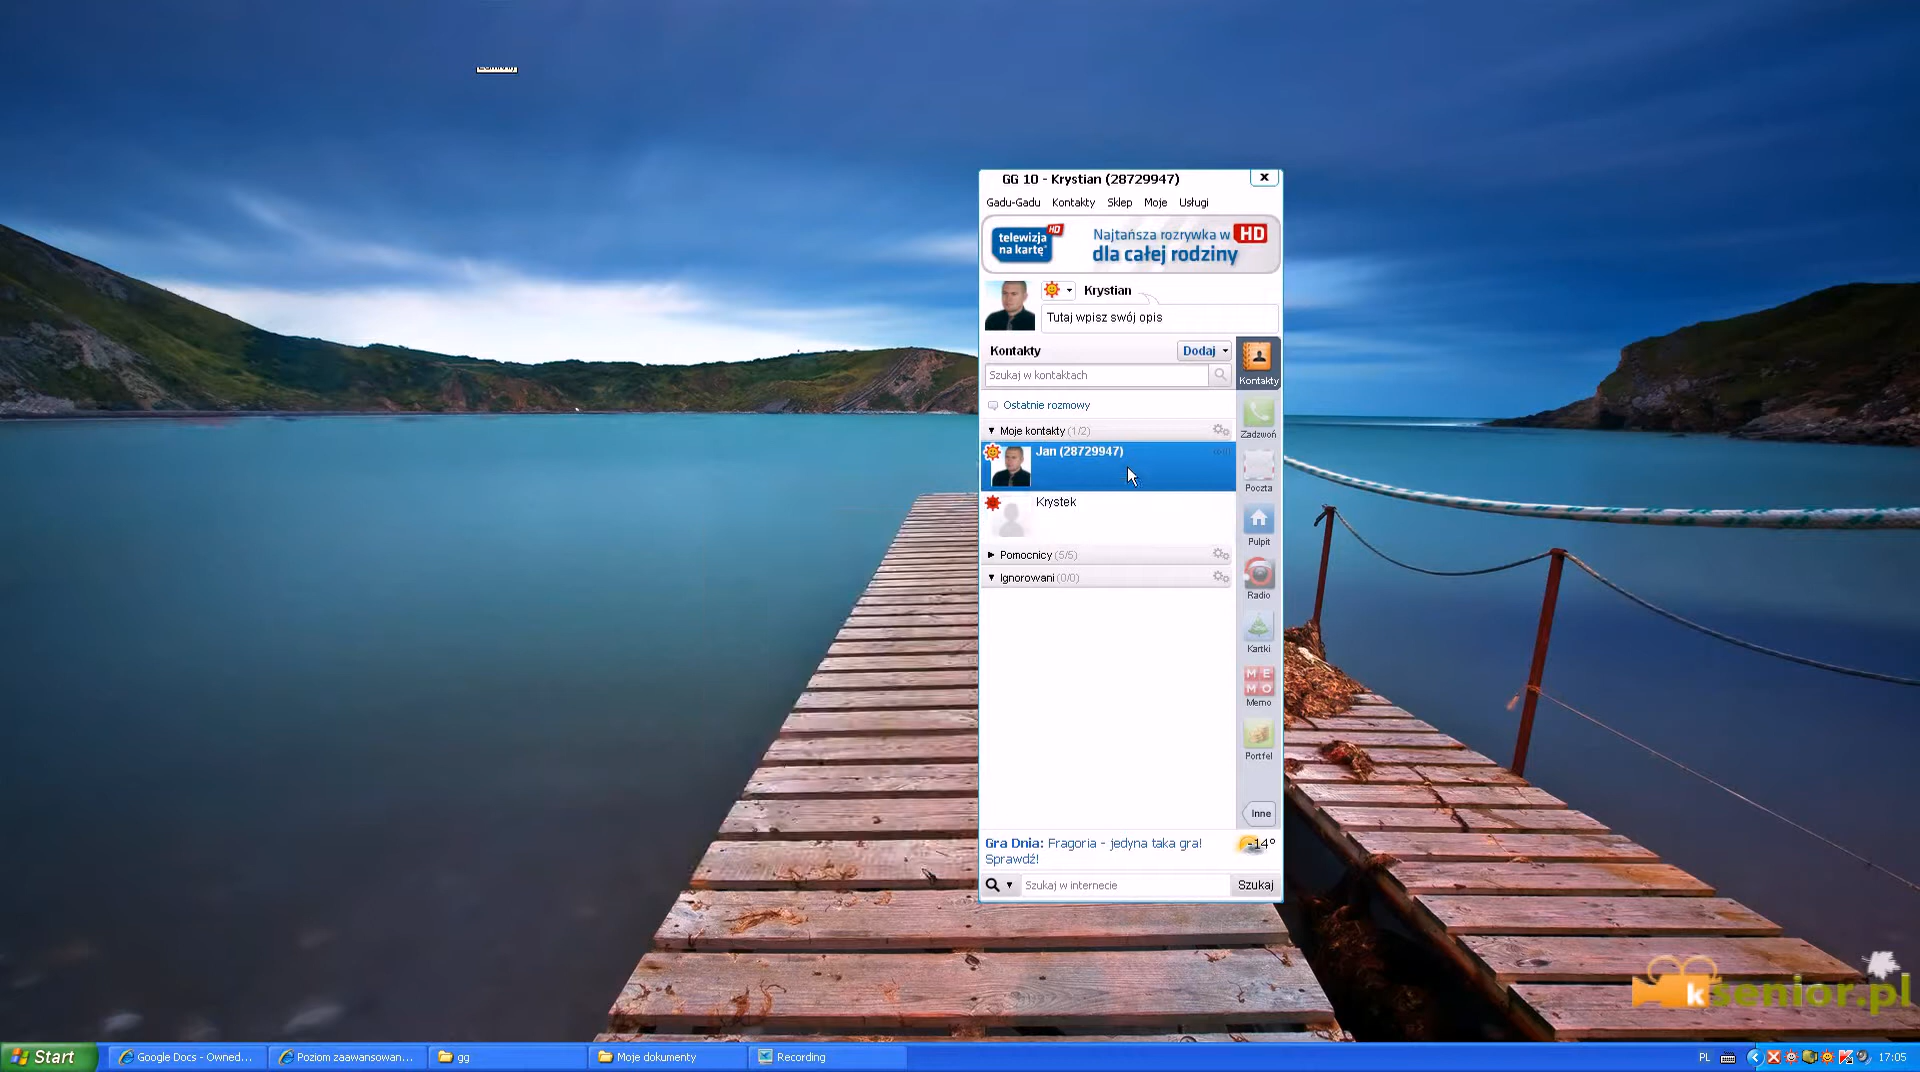 GG 10 - Krystian (28729947)
Gadu-Gadu Kontakty Sklep Moje Usługi
telewizja na kartę HD
Najtańsza rozrywka w HD
dla całej rodziny
Krystian
Tutaj wpisz swój opis
Kontakty Dodaj
Szukaj w kontaktach
Ostatnie rozmowy
Moje kontakty (1/2)
Jan (28729947)
Krystek
Pomocnicy (5/5)
Ignorowani (0/0)
Kontakty
Zadzwoń
Poczta
Pulpit
Radio
Kartki
MEMO
Memo
Portfel
Inne
Gra Dnia: Fragoria - jedyna taka gra!
Sprawdź!
-14°
Szukaj w internecie Szukaj
ksenior.pl
Start Google Docs - Owned... Poziom zaawansowan... gg Moje dokumenty Recording PL 17:05